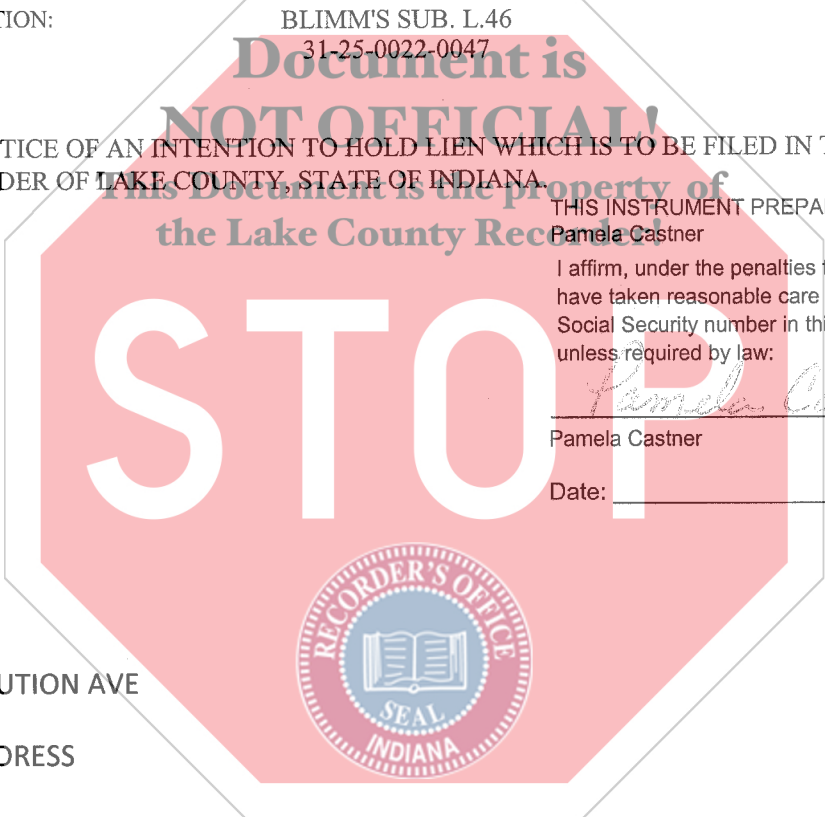 TION:
BLIMM'S SUB. L.46
31-25-0022-0047
Document is
NOT OFFICIAL!
TICE OF AN INTENTION TO HOLD LIEN WHICH IS TO BE FILED IN T
DER OF LAKE COUNTY, STATE OF INDIANA.
This Document is the property of
the Lake County Recorder!
THIS INSTRUMENT PREPA
Pamela Castner
I affirm, under the penalties
have taken reasonable care
Social Security number in thi
unless required by law:
Pamela C
Pamela Castner
Date:
STOP
RECORDER'S OFFICE
SEAL
INDIANA
UTION AVE
DRESS